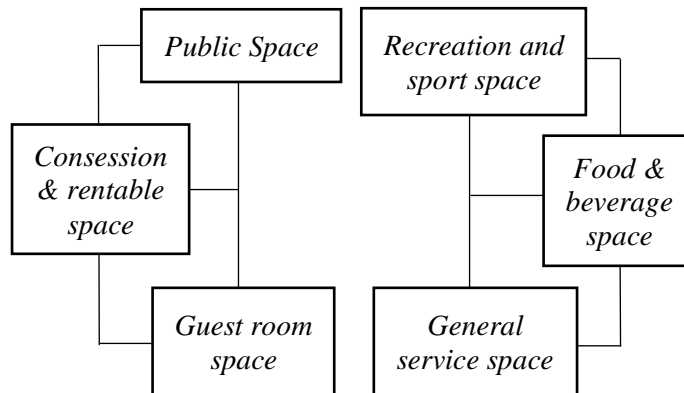 Public Space
Recreation and
sport space
Consession
& rentable
space
Food &
beverage
space
Guest room
space
General
service space